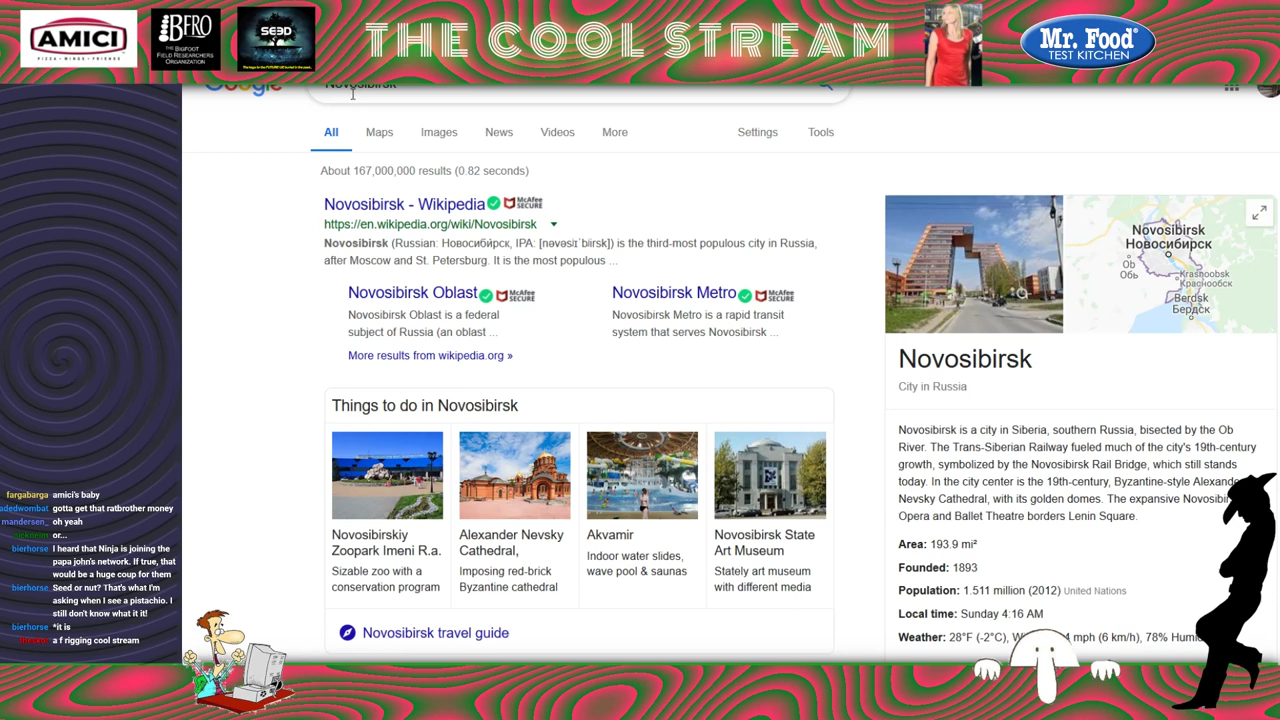 AMICI
PIZZA • WINGS • FRIENDS
BFRO
THE BIGFOOT
FIELD RESEARCHERS
ORGANIZATION
SEED
THE COOL STREAM
Mr. Food
TEST KITCHEN
Google
Novosibirsk
All Maps Images News Videos More Settings Tools
About 167,000,000 results (0.82 seconds)
Novosibirsk - Wikipedia McAfee SECURE
https://en.wikipedia.org/wiki/Novosibirsk
Novosibirsk (Russian: Новосиби́рск, IPA: [nəvəsʲɪˈbʲirsk]) is the third-most populous city in Russia,
after Moscow and St. Petersburg. It is the most populous ...
Novosibirsk Oblast McAfee SECURE
Novosibirsk Oblast is a federal
subject of Russia (an oblast ...
Novosibirsk Metro McAfee SECURE
Novosibirsk Metro is a rapid transit
system that serves Novosibirsk ...
More results from wikipedia.org »
Things to do in Novosibirsk
Novosibirskiy
Zoopark Imeni R.a.
Sizable zoo with a
conservation program
Alexander Nevsky
Cathedral,
Imposing red-brick
Byzantine cathedral
Akvamir
Indoor water slides,
wave pool & saunas
Novosibirsk State
Art Museum
Stately art museum
with different media
Novosibirsk travel guide
Novosibirsk
Новосибирск
Ob
Обь
Krasnoobsk
Краснообск
Berdsk
Бердск
Novosibirsk
City in Russia
Novosibirsk is a city in Siberia, southern Russia, bisected by the Ob
River. The Trans-Siberian Railway fueled much of the city's 19th-century
growth, symbolized by the Novosibirsk Rail Bridge, which still stands
today. In the city center is the 19th-century, Byzantine-style Alexande
Nevsky Cathedral, with its golden domes. The expansive Novosibir
Opera and Ballet Theatre borders Lenin Square.
Area: 193.9 mi²
Founded: 1893
Population: 1.511 million (2012) United Nations
Local time: Sunday 4:16 AM
Weather: 28°F (-2°C), W mph (6 km/h), 78% Humi
fargabarga amici's baby
adedwombat gotta get that ratbrother money
mandersen_ oh yeah
or...
bierhorse I heard that Ninja is joining the
papa john's network. If true, that
would be a huge coup for them
bierhorse Seed or nut? That's what I'm
asking when I see a pistachio. I
still don't know what it it!
bierhorse *it is
a f rigging cool stream